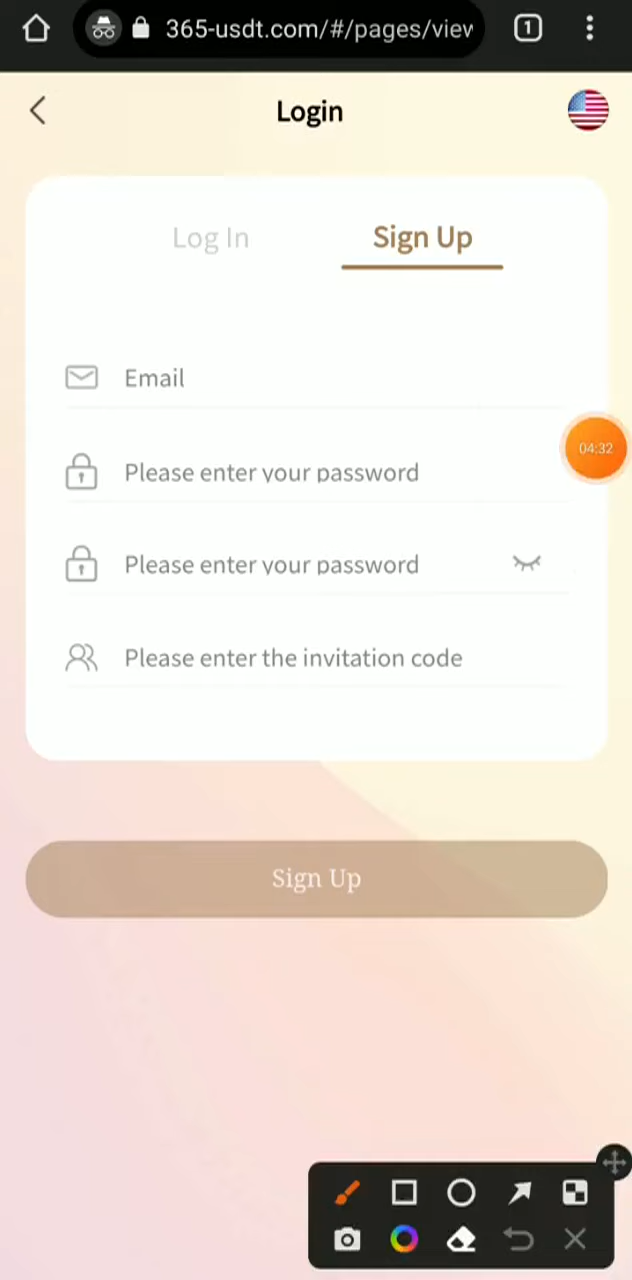 365-usdt.com/#/pages/view
1
Login
Log In
Sign Up
Email
04:32
Please enter your password
Please enter your password
Please enter the invitation code
Sign Up